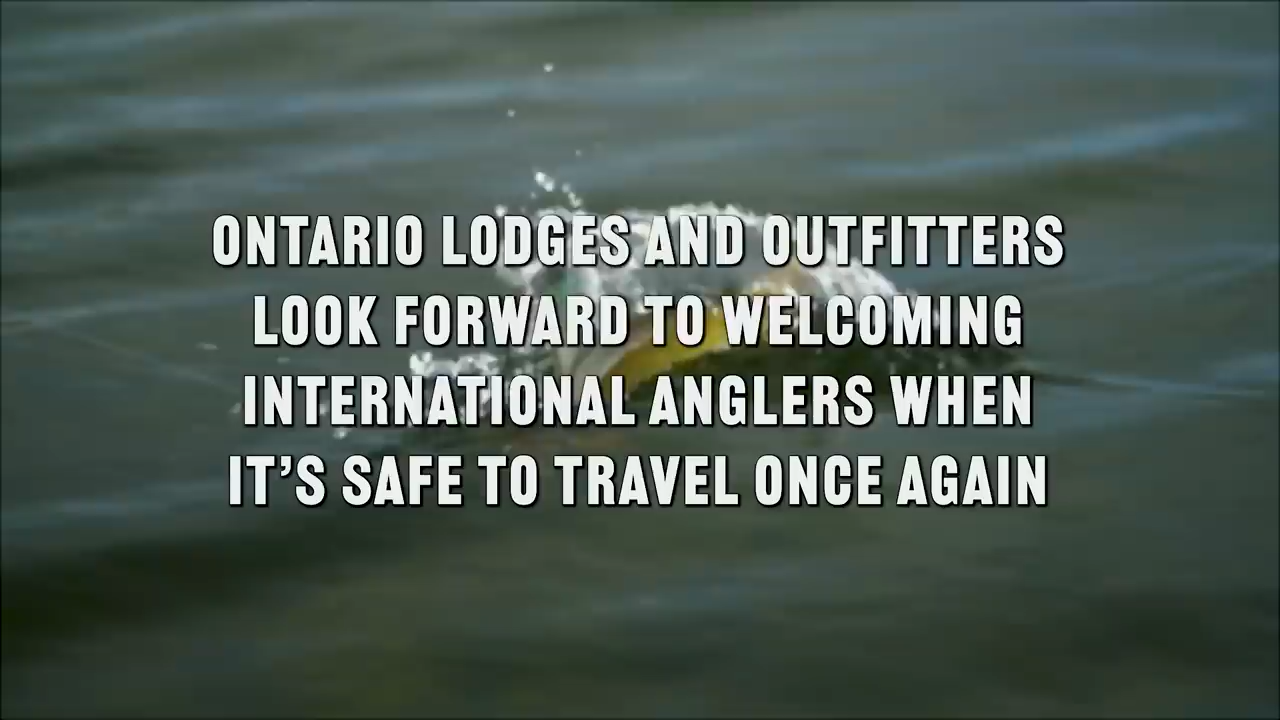 ONTARIO LODGES AND OUTFITTERS
LOOK FORWARD TO WELCOMING
INTERNATIONAL ANGLERS WHEN
IT'S SAFE TO TRAVEL ONCE AGAIN